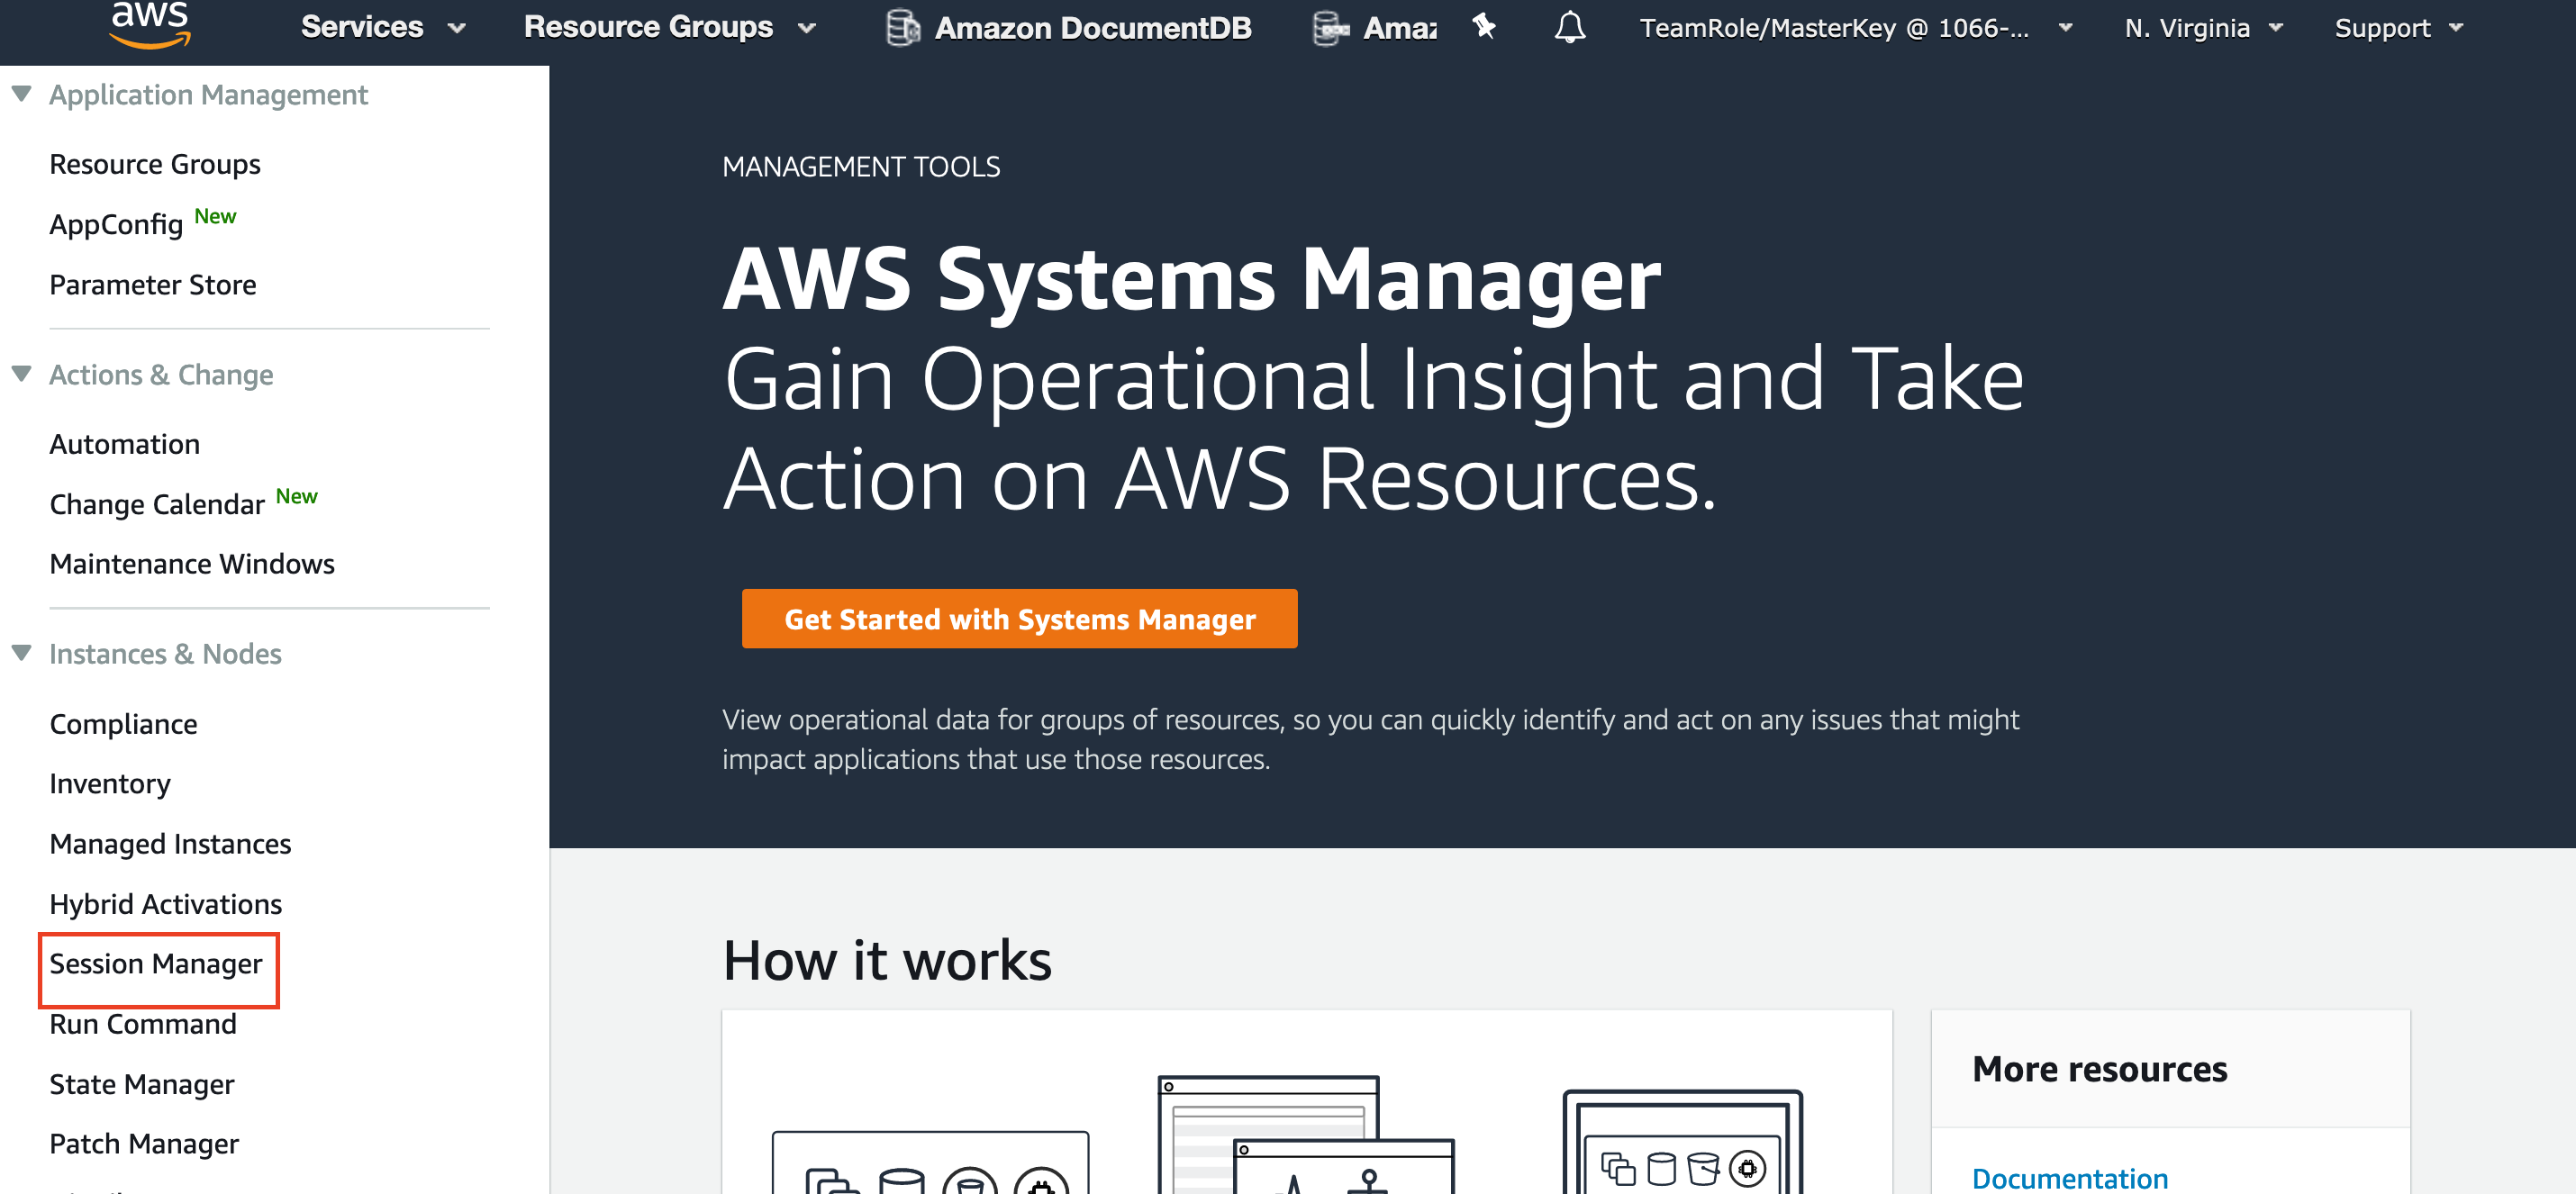 aws
Services
Resource Groups
Amazon DocumentDB
Amaz
TeamRole/MasterKey @ 1066-...
N. Virginia
Support
Application Management
Resource Groups
AppConfig New
Parameter Store
Actions & Change
Automation
Change Calendar New
Maintenance Windows
Instances & Nodes
Compliance
Inventory
Managed Instances
Hybrid Activations
Session Manager
Run Command
State Manager
Patch Manager
MANAGEMENT TOOLS
AWS Systems Manager
Gain Operational Insight and Take
Action on AWS Resources.
Get Started with Systems Manager
View operational data for groups of resources, so you can quickly identify and act on any issues that might
impact applications that use those resources.
How it works
More resources
Documentation